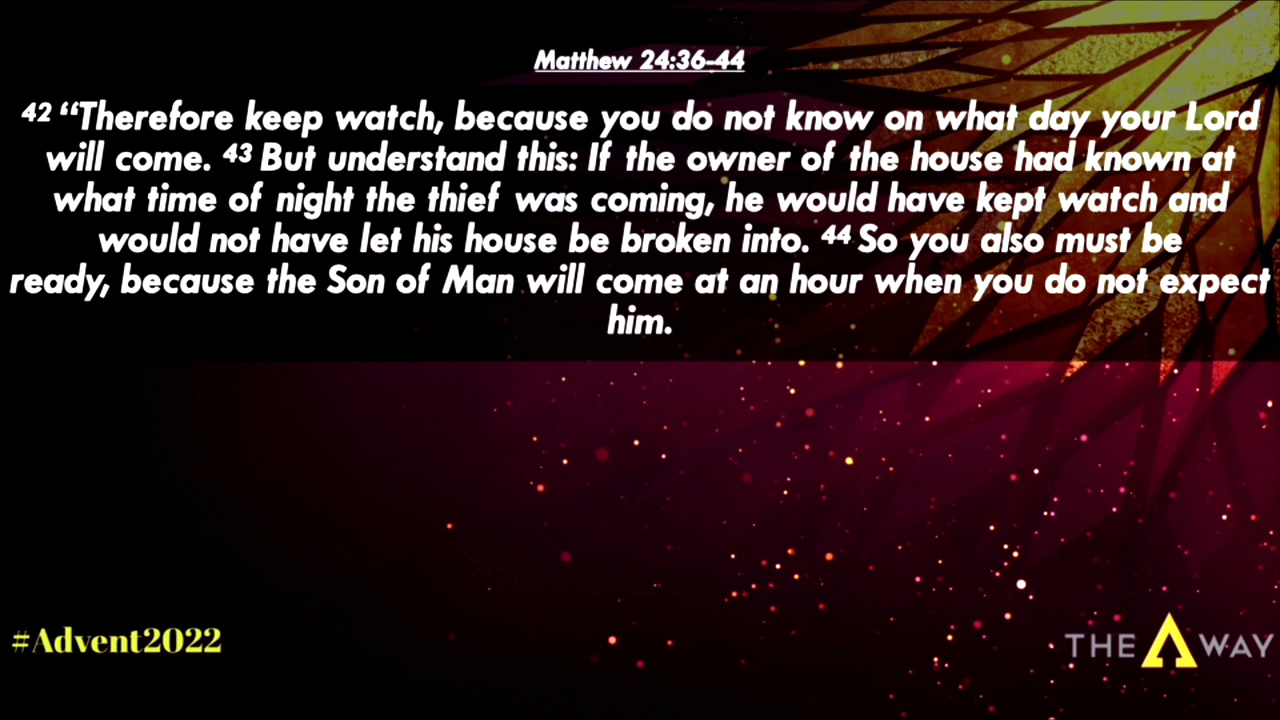 Matthew 24:36-44
42 “Therefore keep watch, because you do not know on what day your Lord
will come. 43 But understand this: If the owner of the house had known at
what time of night the thief was coming, he would have kept watch and
would not have let his house be broken into. 44 So you also must be
ready, because the Son of Man will come at an hour when you do not expect
him.
#Advent2022
THE WAY